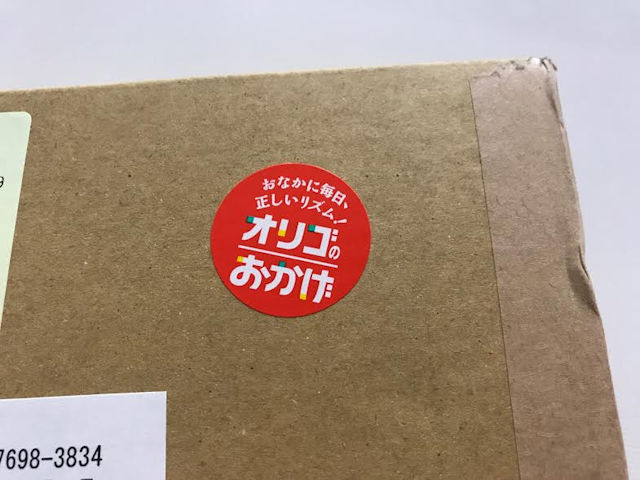 おなかに毎日、
正しいリズム!
オリゴの
おかげ
9
7698-3834